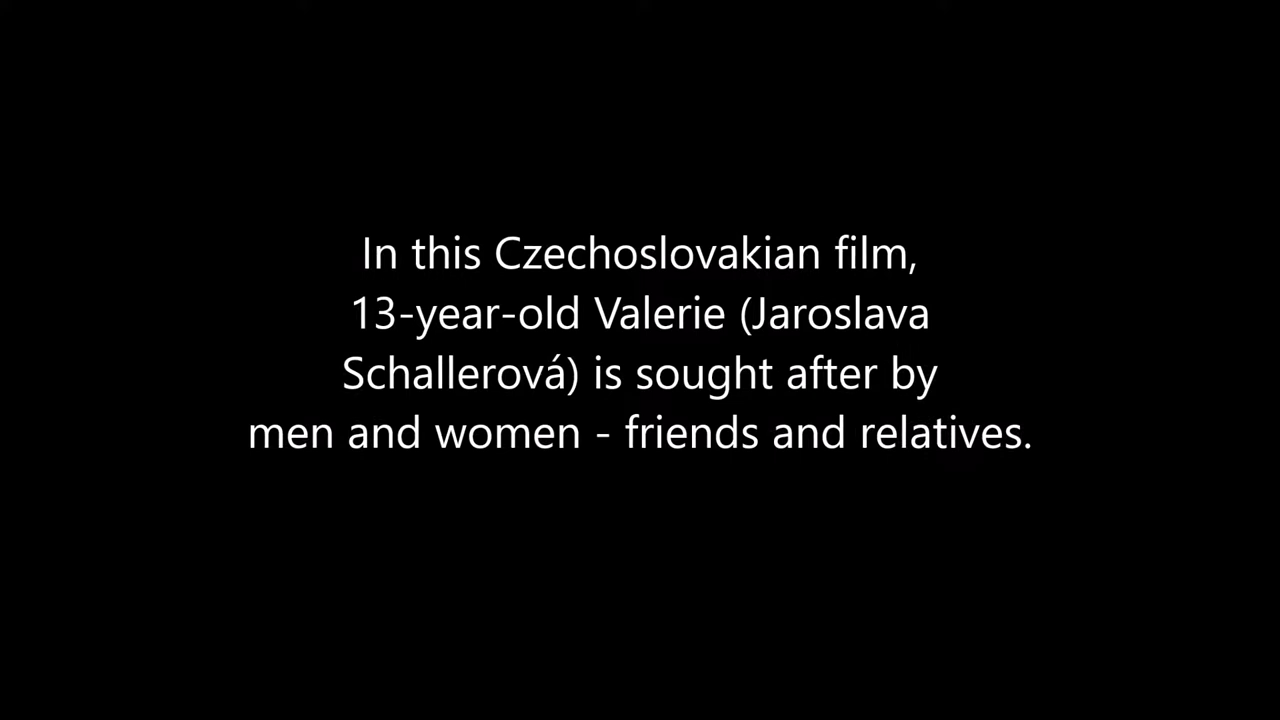 In this Czechoslovakian film,
13-year-old Valerie (Jaroslava
Schallerová) is sought after by
men and women - friends and relatives.